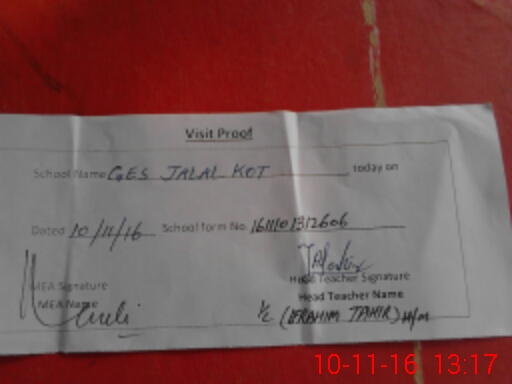 Visit Proof
School Name GES JALAL KOT today on
Dated 10/11/16 School form No. 1611101312606
MEA Signature Head Teacher Signature
MEA Name Head Teacher Name
I/C (IBRAHIM TAHIR) H/M
10-11-16 13:17